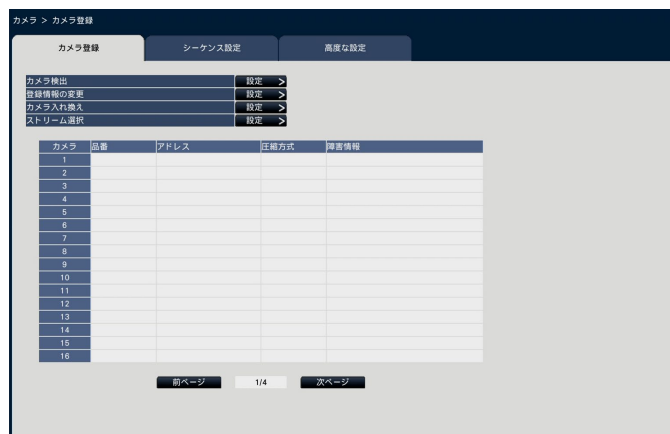 カメラ > カメラ登録
カメラ登録 シーケンス設定 高度な設定
カメラ検出 設定 >
登録情報の変更 設定 >
カメラ入れ換え 設定 >
ストリーム選択 設定 >
カメラ 品番 アドレス 圧縮方式 障害情報
1
2
3
4
5
6
7
8
9
10
11
12
13
14
15
16
前ページ 1/4 次ページ